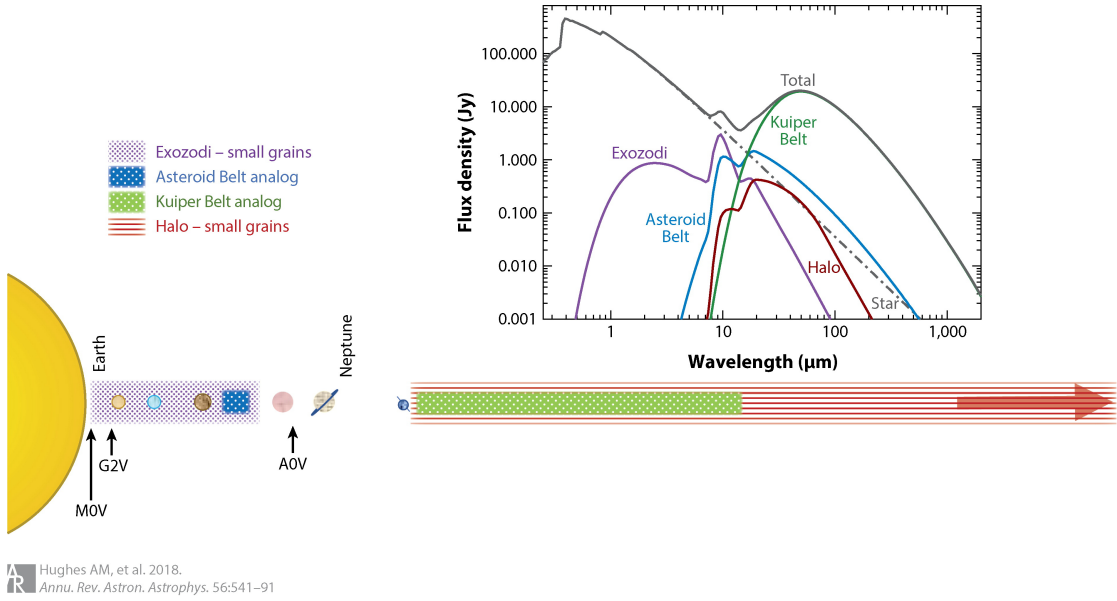 100.000
10.000
1.000
0.100
0.010
0.001
Flux density (Jy)
Total
Kuiper
Belt
Exozodi
Asteroid
Belt
Halo
Star
1
10
100
1,000
Wavelength (μm)
Exozodi – small grains
Asteroid Belt analog
Kuiper Belt analog
Halo – small grains
Earth
Neptune
G2V
A0V
M0V
AR
Hughes AM, et al. 2018.
Annu. Rev. Astron. Astrophys. 56:541–91